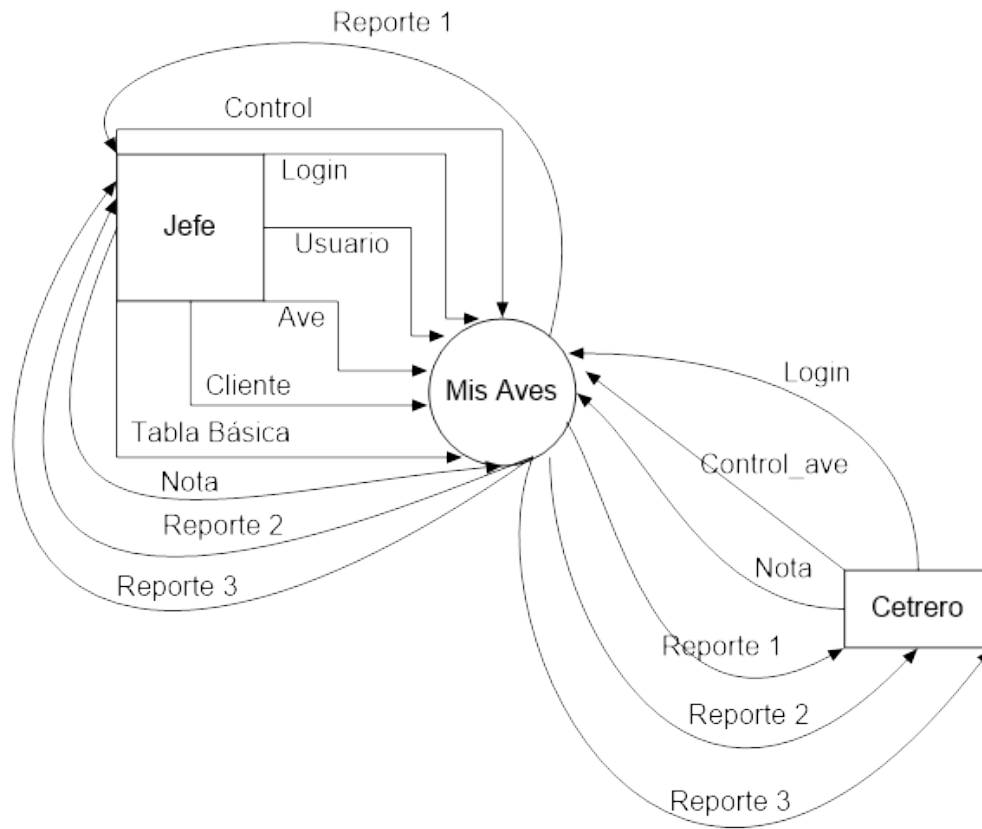 Reporte 1
Control
Login
Jefe
Usuario
Ave
Cliente
Mis Aves
Tabla Básica
Nota
Reporte 2
Reporte 3
Login
Control_ave
Nota
Cetrero
Reporte 1
Reporte 2
Reporte 3